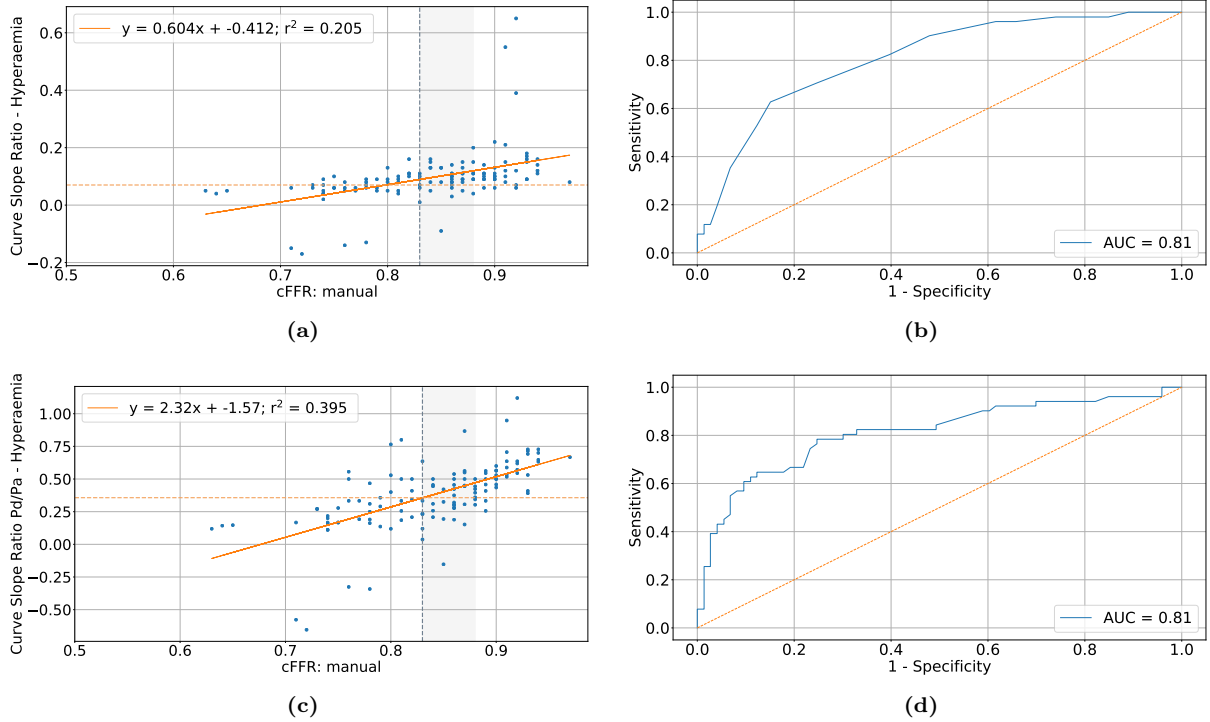 y = 0.604x + -0.412; r² = 0.205
Curve Slope Ratio - Hyperaemia
0.6
0.4
0.2
0.0
−0.2
0.5 0.6 0.7 0.8 0.9
cFFR: manual
(a)
Sensitivity
1.0
0.8
0.6
0.4
0.2
0.0
AUC = 0.81
0.0 0.2 0.4 0.6 0.8 1.0
1 - Specificity
(b)
y = 2.32x + -1.57; r² = 0.395
Curve Slope Ratio Pd/Pa - Hyperaemia
1.00
0.75
0.50
0.25
0.00
−0.25
−0.50
0.5 0.6 0.7 0.8 0.9
cFFR: manual
(c)
Sensitivity
1.0
0.8
0.6
0.4
0.2
0.0
AUC = 0.81
0.0 0.2 0.4 0.6 0.8 1.0
1 - Specificity
(d)